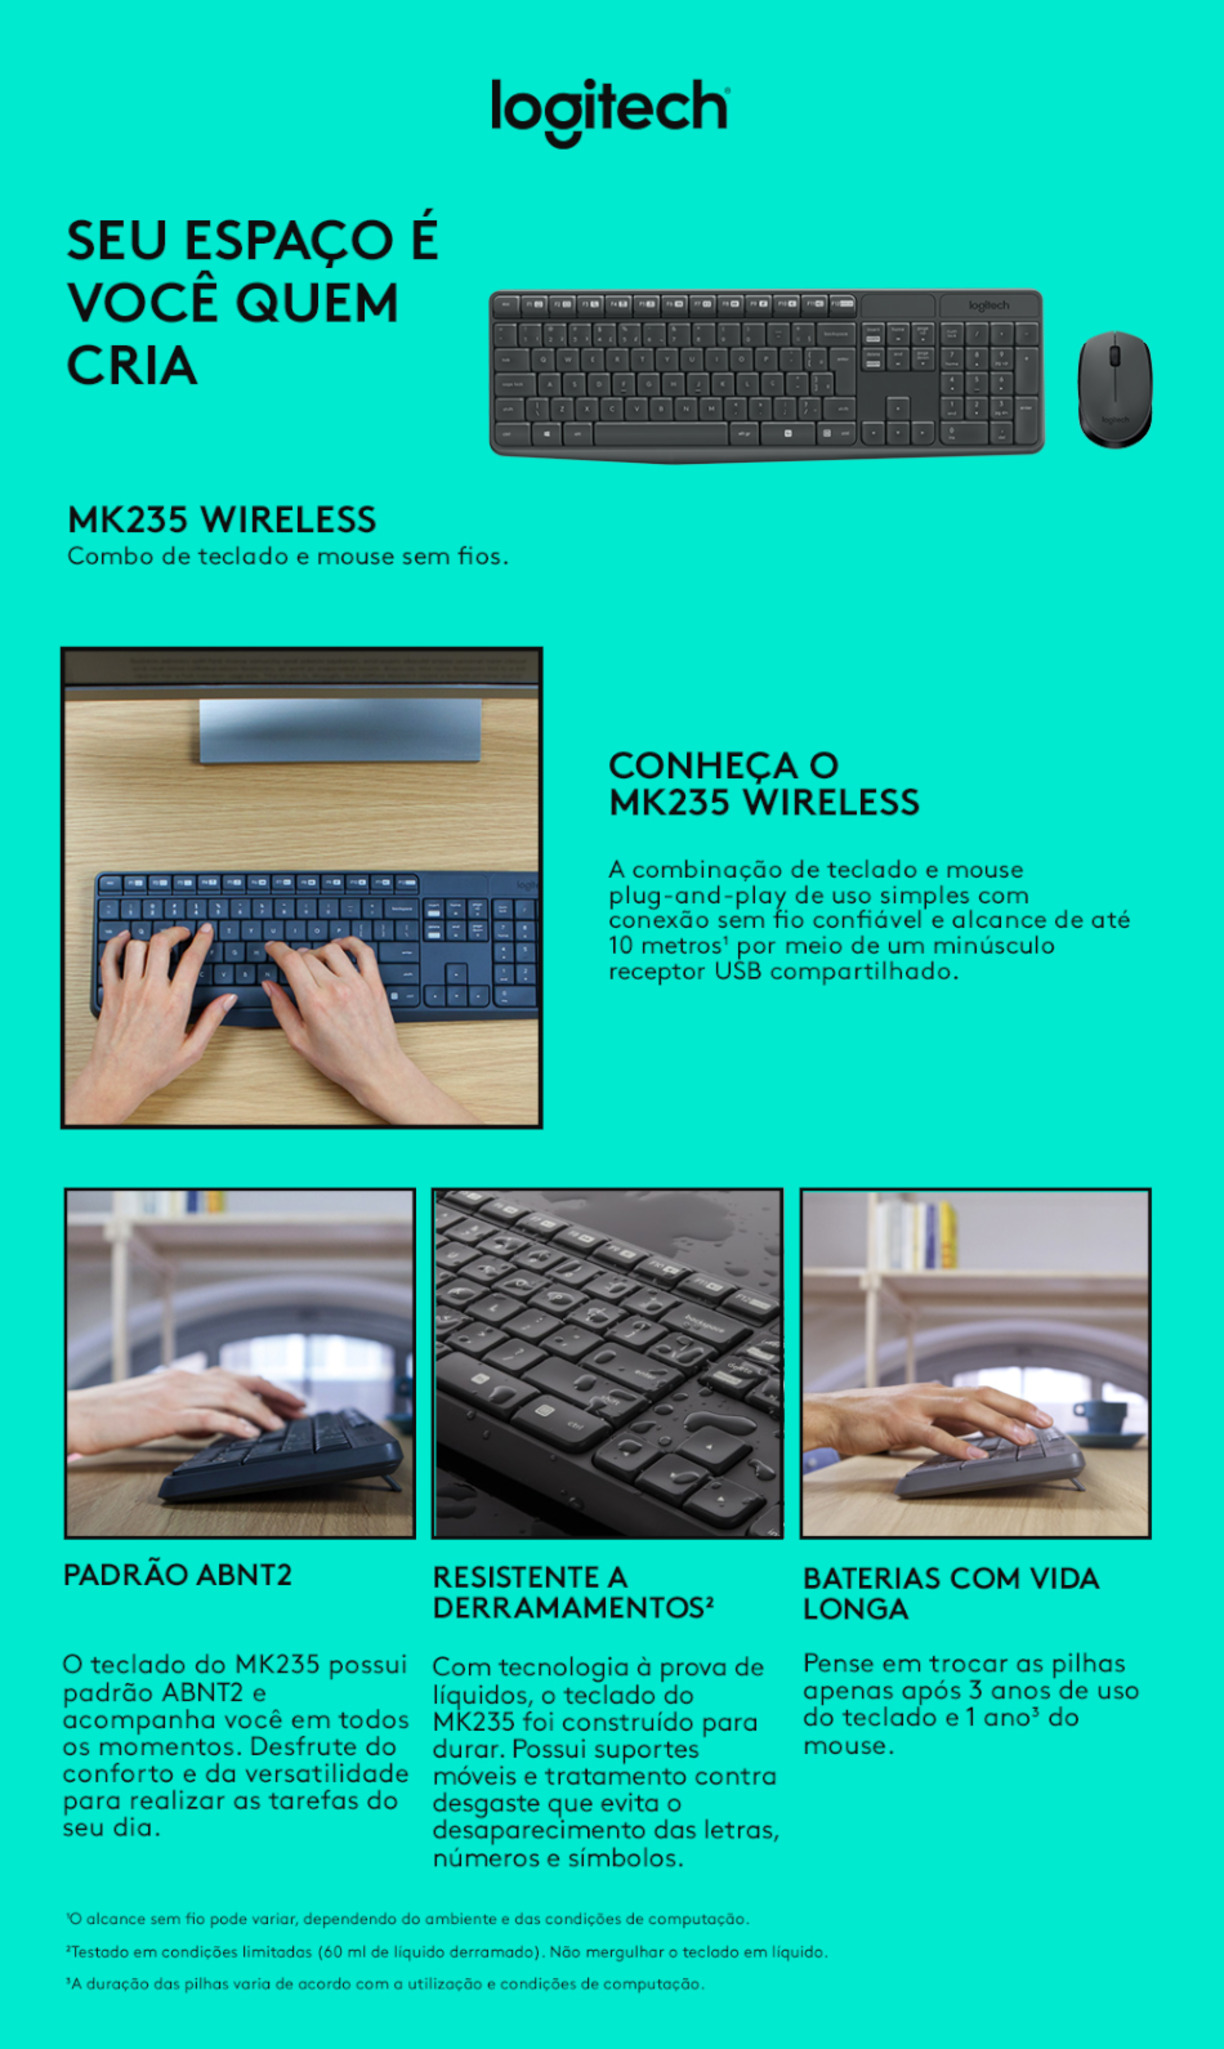 logitech
SEU ESPAÇO É
VOCÊ QUEM
CRIA
logitech
logitech
MK235 WIRELESS
Combo de teclado e mouse sem fios.
CONHEÇA O
MK235 WIRELESS
A combinação de teclado e mouse
plug-and-play de uso simples com
conexão sem fio confiável e alcance de até
10 metros¹ por meio de um minúsculo
receptor USB compartilhado.
backspace
ctrl
PADRÃO ABNT2
O teclado do MK235 possui
padrão ABNT2 e
acompanha você em todos
os momentos. Desfrute do
conforto e da versatilidade
para realizar as tarefas do
seu dia.
RESISTENTE A
DERRAMAMENTOS²
Com tecnologia à prova de
líquidos, o teclado do
MK235 foi construído para
durar. Possui suportes
móveis e tratamento contra
desgaste que evita o
desaparecimento das letras,
números e símbolos.
BATERIAS COM VIDA
LONGA
Pense em trocar as pilhas
apenas após 3 anos de uso
do teclado e 1 ano³ do
mouse.
¹O alcance sem fio pode variar, dependendo do ambiente e das condições de computação.
²Testado em condições limitadas (60 ml de líquido derramado). Não mergulhar o teclado em líquido.
³A duração das pilhas varia de acordo com a utilização e condições de computação.